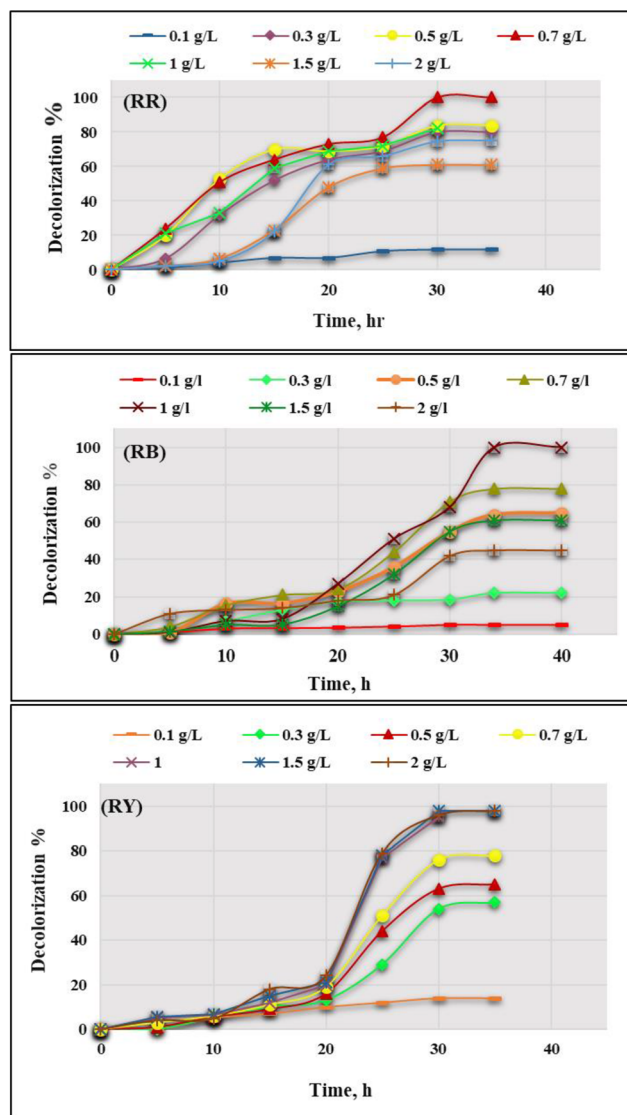 0.1 g/L 0.3 g/L 0.5 g/L 0.7 g/L
1 g/L 1.5 g/L 2 g/L
(RR)
Decolorization %
100
80
60
40
20
0
0 10 20 30 40
Time, hr
0.1 g/l 0.3 g/l 0.5 g/l 0.7 g/l
1 g/l 1.5 g/l 2 g/l
(RB)
Decolorization %
100
80
60
40
20
0
0 10 20 30 40
Time, h
0.1 g/L 0.3 g/L 0.5 g/L 0.7 g/L
1 1.5 g/L 2 g/L
(RY)
Decolorization %
100
80
60
40
20
0
0 10 20 30 40
Time, h